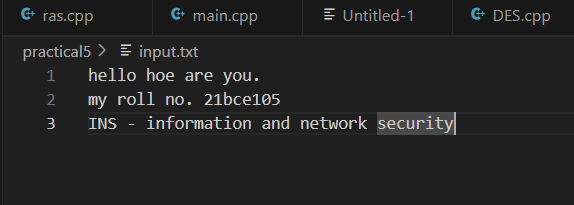 ras.cpp main.cpp Untitled-1 DES.cpp
practical5 > input.txt
1 hello hoe are you.
2 my roll no. 21bce105
3 INS - information and network security